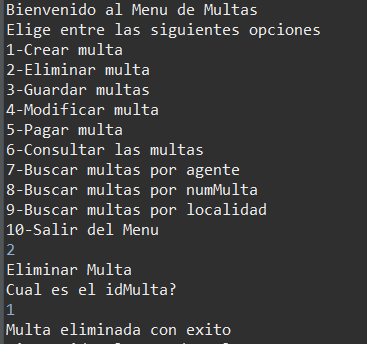 Bienvenido al Menu de Multas
Elige entre las siguientes opciones
1-Crear multa
2-Eliminar multa
3-Guardar multas
4-Modificar multa
5-Pagar multa
6-Consultar las multas
7-Buscar multas por agente
8-Buscar multas por numMulta
9-Buscar multas por localidad
10-Salir del Menu
2
Eliminar Multa
Cual es el idMulta?
1
Multa eliminada con exito